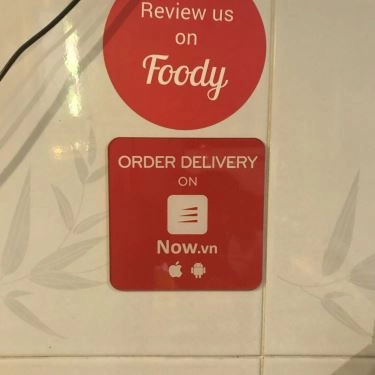 Review us
on
Foody
ORDER DELIVERY
ON
Now.vn